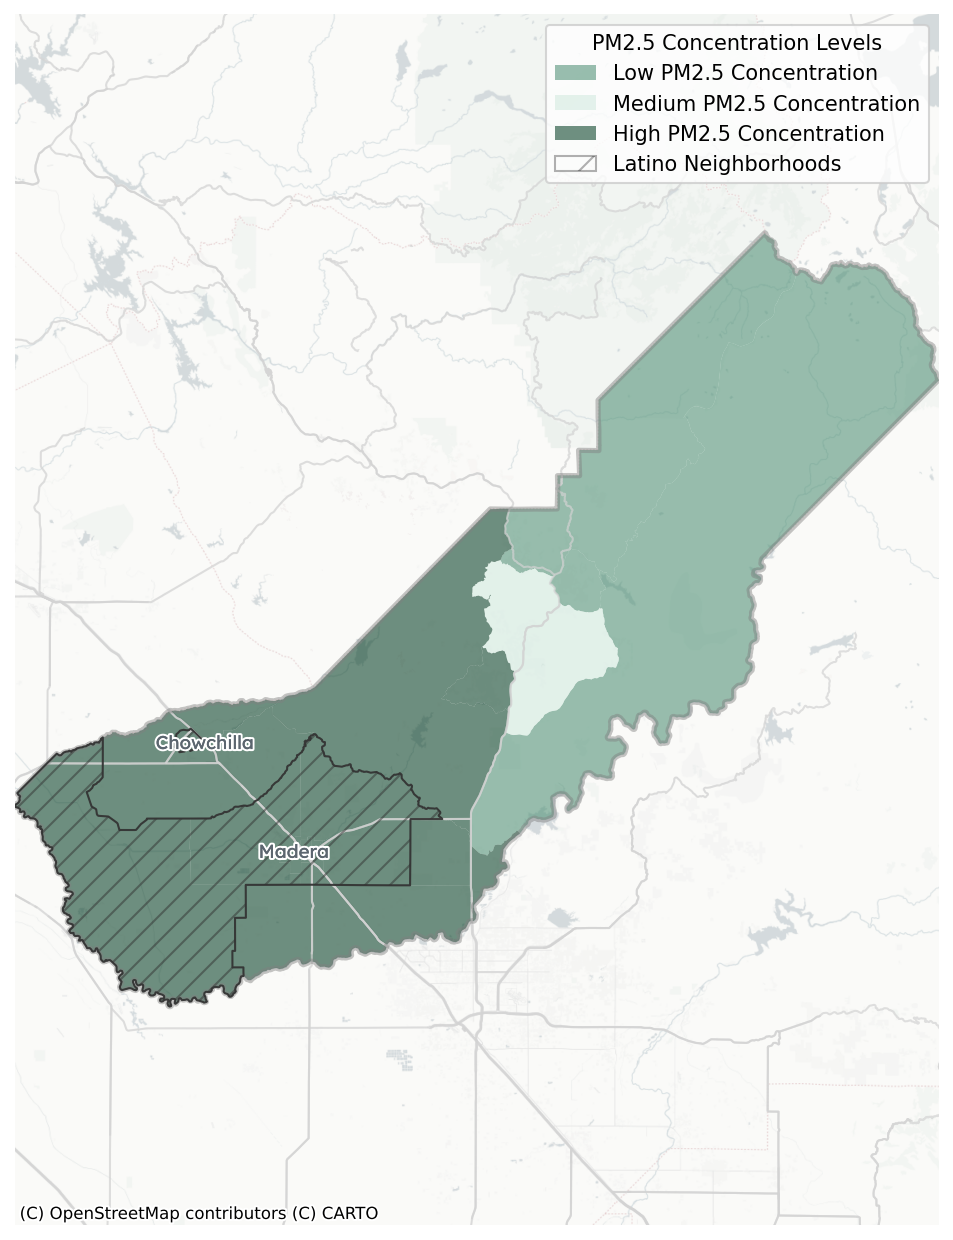 PM2.5 Concentration Levels
Low PM2.5 Concentration
Medium PM2.5 Concentration
High PM2.5 Concentration
Latino Neighborhoods
Chowchilla
Madera
(C) OpenStreetMap contributors (C) CARTO